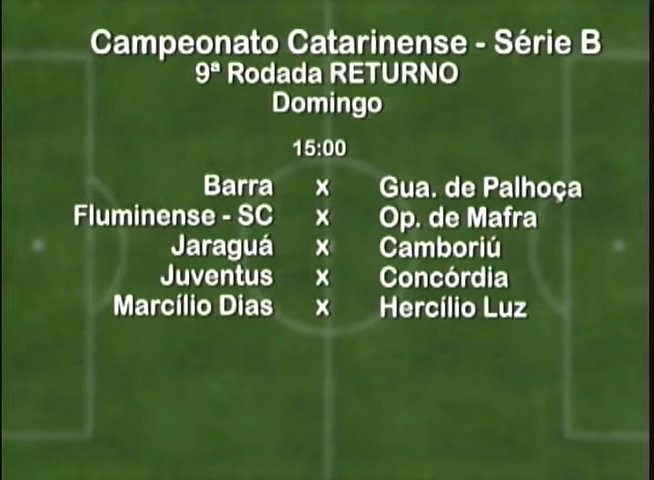 Campeonato Catarinense - Série B
9ª Rodada RETURNO
Domingo
15:00
Barra x Gua. de Palhoça
Fluminense - SC x Op. de Mafra
Jaraguá x Camboriú
Juventus x Concórdia
Marcílio Dias x Hercílio Luz